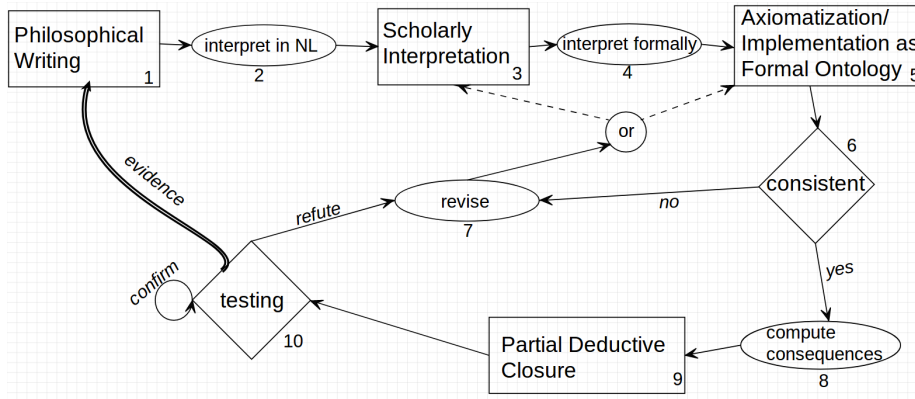 Philosophical
Writing
1
interpret in NL
2
Scholarly
Interpretation
3
interpret formally
4
Axiomatization/
Implementation as
Formal Ontology
5
6
consistent
or
evidence
refute
revise
7
no
yes
confirm
testing
10
Partial Deductive
Closure
9
compute
consequences
8